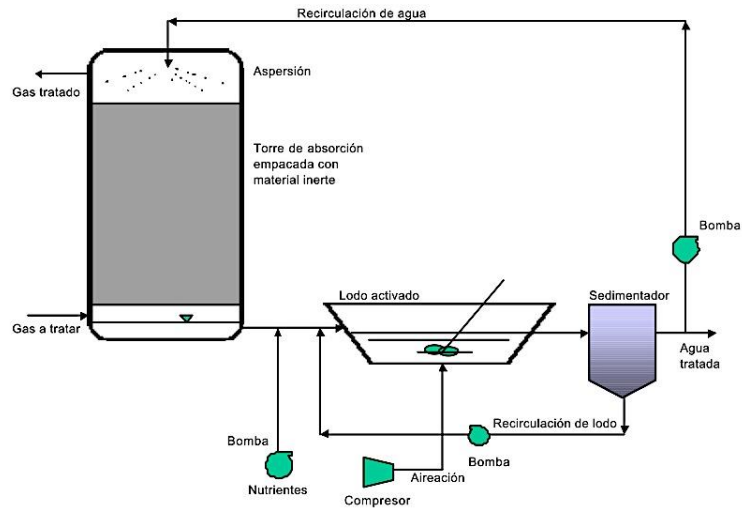 Recirculación de agua
Aspersión
Gas tratado
Torre de absorción
empacada con
material inerte
Bomba
Lodo activado
Sedimentador
Gas a tratar
Agua
tratada
Recirculación de lodo
Bomba
Bomba
Aireación
Nutrientes
Compresor